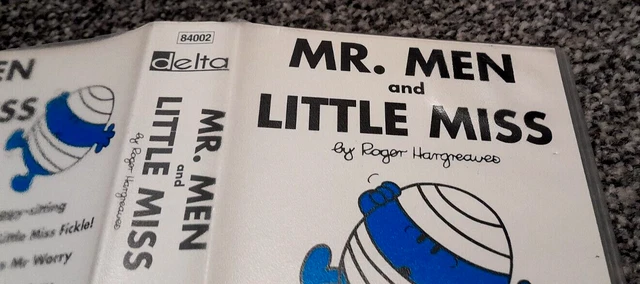 EN
SS
sitting
Little Miss Fickle!
s Mr Worry
84002
delta
MR. MEN
and
LITTLE MISS
by Roger Hargreaves
MR. MEN
and
LITTLE MISS
by Roger Hargreaves